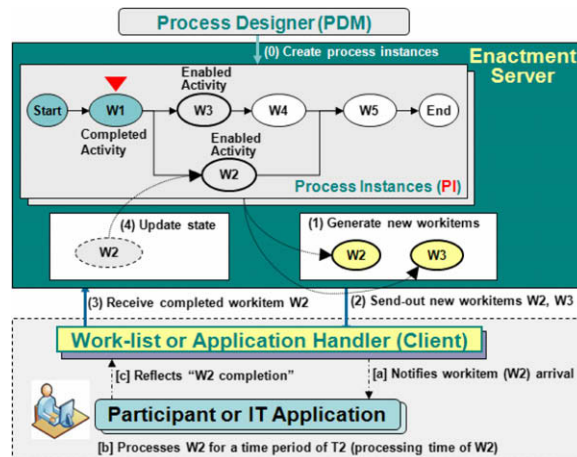 Process Designer (PDM)
(0) Create process instances
Enactment
Server
Enabled
Activity
Start
W1
W3
W4
W5
End
Completed
Activity
Enabled
Activity
W2
Process Instances (PI)
(4) Update state
W2
(1) Generate new workitems
W2
W3
(3) Receive completed workitem W2
(2) Send-out new workitems W2, W3
Work-list or Application Handler (Client)
[c] Reflects “W2 completion”
[a] Notifies workitem (W2) arrival
Participant or IT Application
[b] Processes W2 for a time period of T2 (processing time of W2)